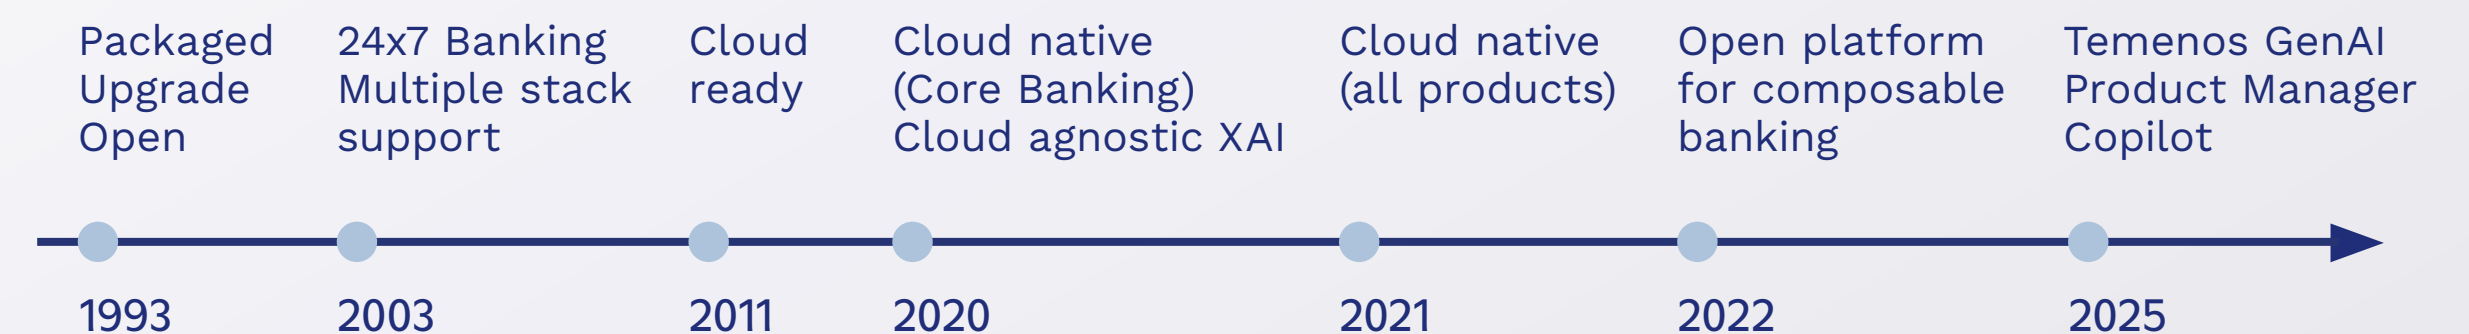 Packaged
Upgrade
Open
24x7 Banking
Multiple stack
support
Cloud
ready
Cloud native
(Core Banking)
Cloud agnostic XAI
Cloud native
(all products)
Open platform
for composable
banking
Temenos GenAI
Product Manager
Copilot
1993
2003
2011
2020
2021
2022
2025